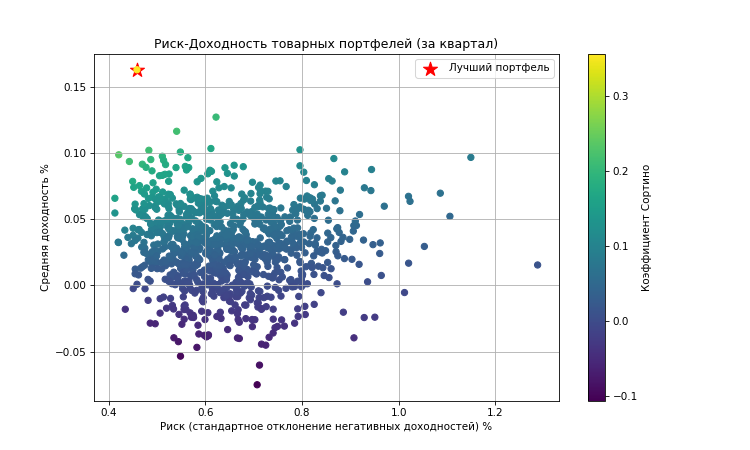 Риск-Доходность товарных портфелей (за квартал)
Лучший портфель
Средняя доходность %
0.15
0.10
0.05
0.00
−0.05
0.4 0.6 0.8 1.0 1.2
Риск (стандартное отклонение негативных доходностей) %
0.3
0.2
0.1
0.0
−0.1
Коэффициент Сортино